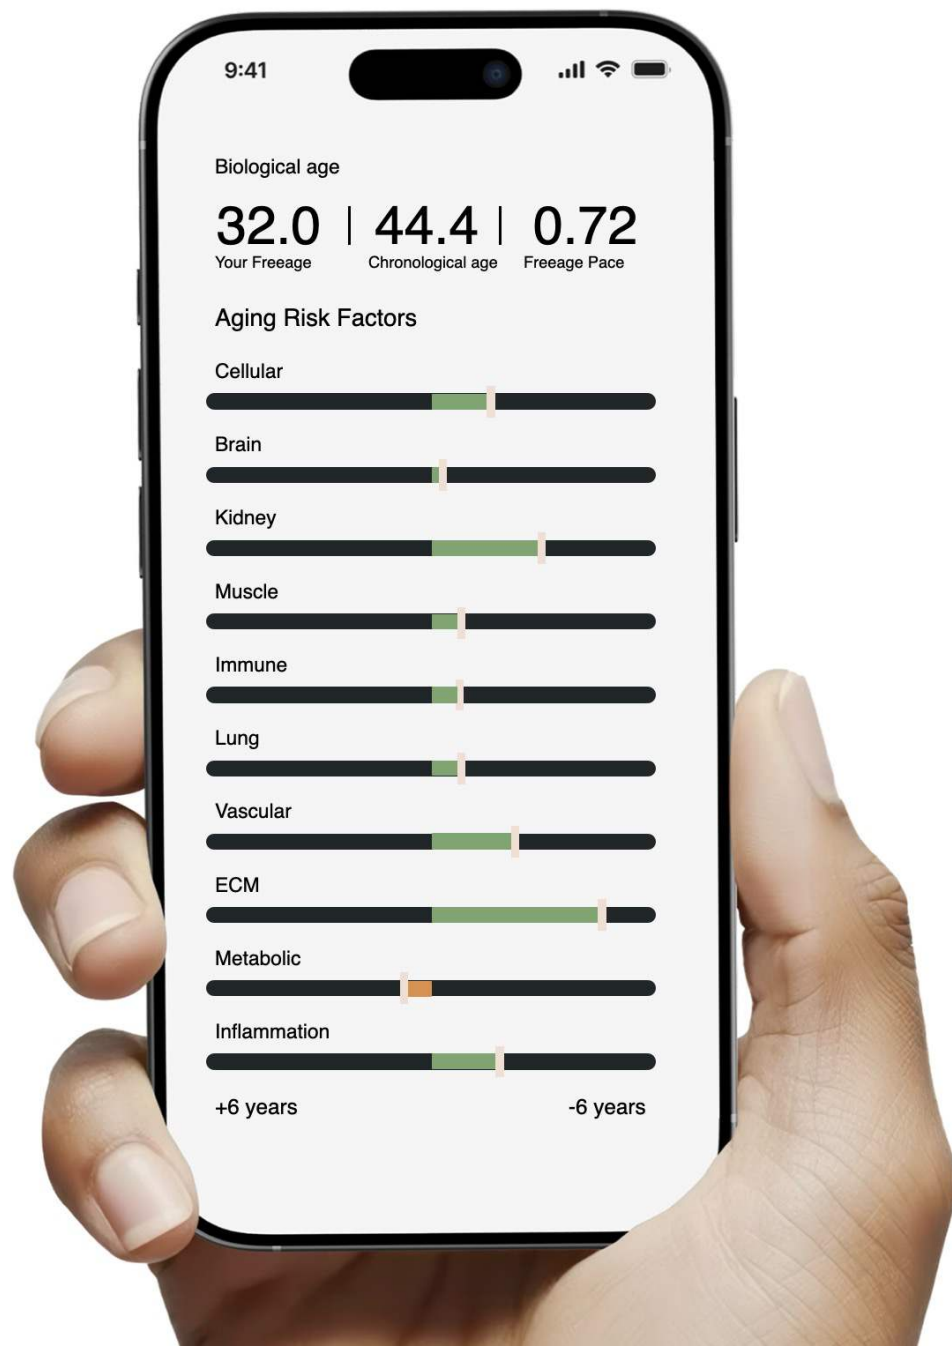 9:41
Biological age
32.0 | 44.4 | 0.72
Your Freeage Chronological age Freeage Pace
Aging Risk Factors
Cellular
Brain
Kidney
Muscle
Immune
Lung
Vascular
ECM
Metabolic
Inflammation
+6 years -6 years